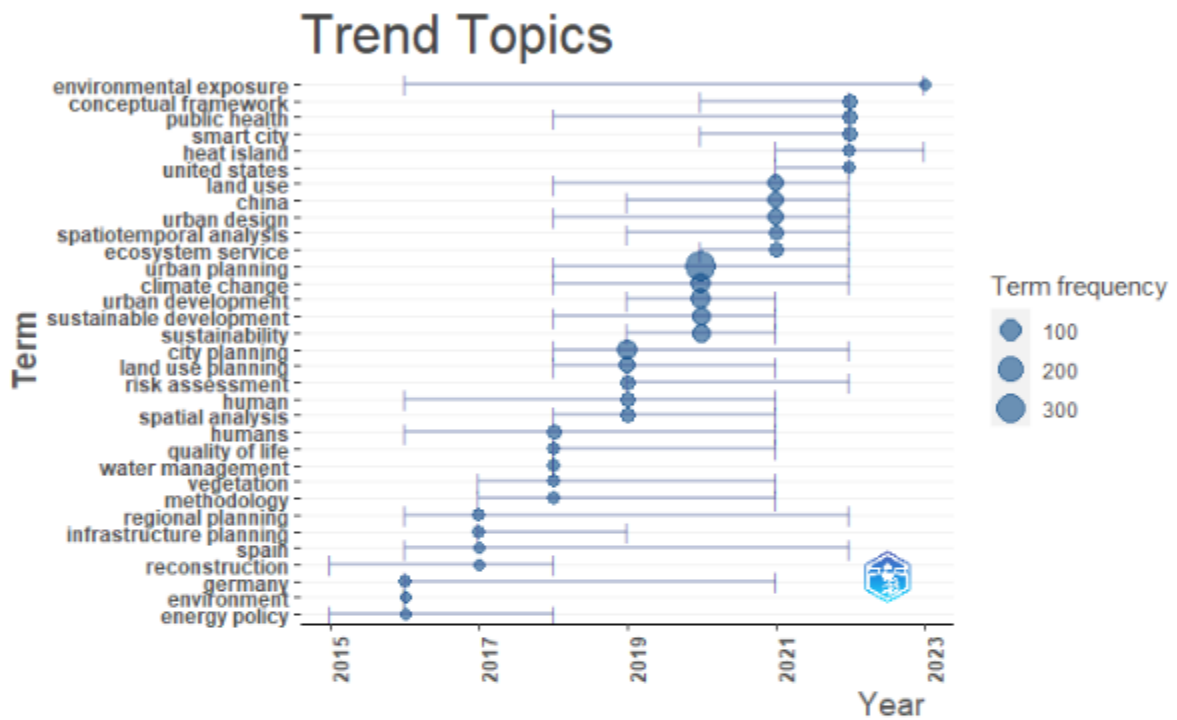 Trend Topics
environmental exposure
conceptual framework
public health
smart city
heat island
united states
land use
china
urban design
spatiotemporal analysis
ecosystem service
urban planning
climate change
urban development
sustainable development
sustainability
city planning
land use planning
risk assessment
human
spatial analysis
humans
quality of life
water management
vegetation
methodology
regional planning
infrastructure planning
spain
reconstruction
germany
environment
energy policy
Term
2015
2017
2019
2021
2023
Year
Term frequency
100
200
300